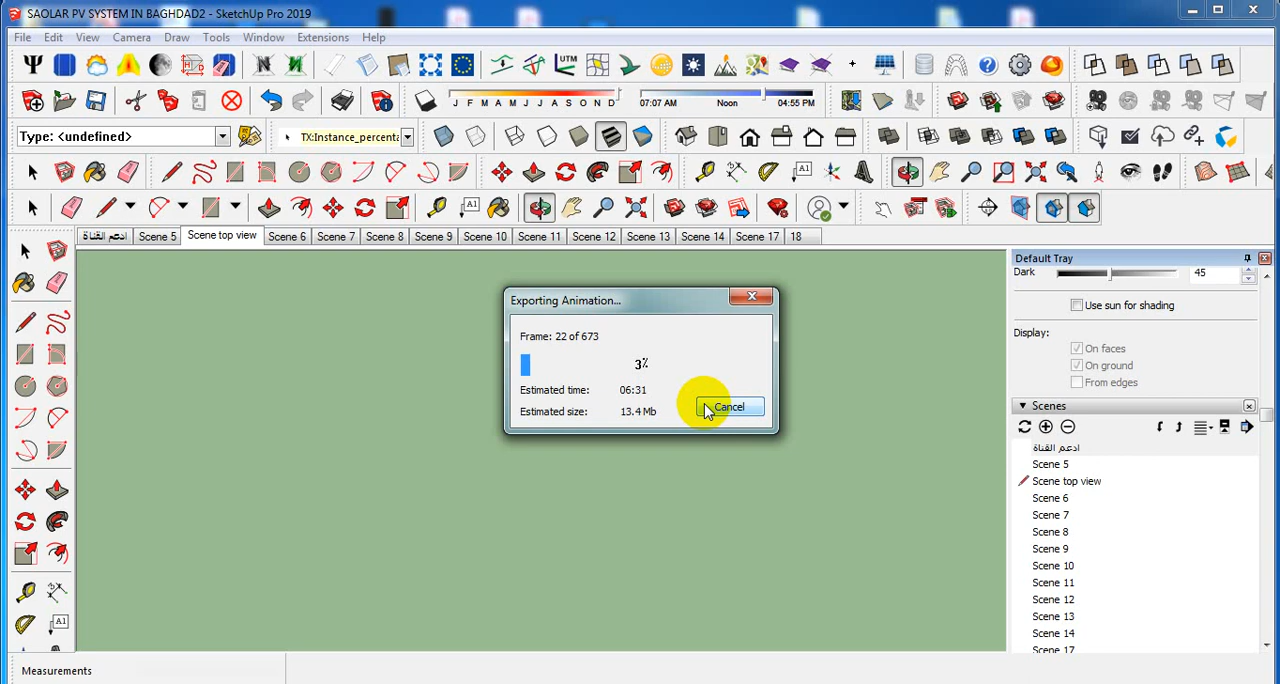 SAOLAR PV SYSTEM IN BAGHDAD2 - SketchUp Pro 2019
File Edit View Camera Draw Tools Window Extensions Help
UTM
J F M A M J J A S O N D 07:07 AM Noon 04:55 PM
Type: <undefined> TX:Instance_percenta
A1
A1
ادعم القناة Scene 5 Scene top view Scene 6 Scene 7 Scene 8 Scene 9 Scene 10 Scene 11 Scene 12 Scene 13 Scene 14 Scene 17 18
Default Tray
Dark 45
Use sun for shading
Display:
On faces
On ground
From edges
Scenes
ادعم القناة
Scene 5
Scene top view
Scene 6
Scene 7
Scene 8
Scene 9
Scene 10
Scene 11
Scene 12
Scene 13
Scene 14
Scene 17
Exporting Animation...
Frame: 22 of 673
3%
Estimated time: 06:31
Estimated size: 13.4 Mb
Cancel
A1
Measurements